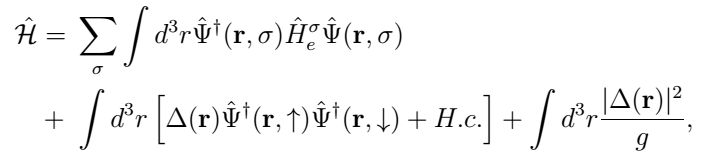 $\hat{\mathcal{H}} = \sum_{\sigma} \int d^3r \hat{\Psi}^\dagger(\mathbf{r}, \sigma) \hat{H}_e^\sigma \hat{\Psi}(\mathbf{r}, \sigma)$
$+ \int d^3r \left[ \Delta(\mathbf{r}) \hat{\Psi}^\dagger(\mathbf{r}, \uparrow) \hat{\Psi}^\dagger(\mathbf{r}, \downarrow) + H.c. \right] + \int d^3r \frac{|\Delta(\mathbf{r})|^2}{g},$